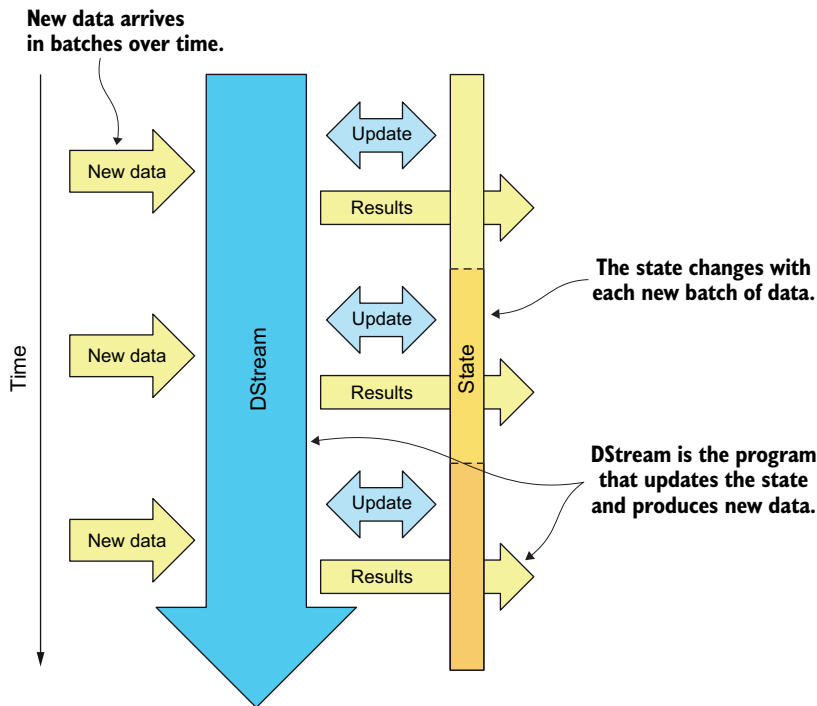 New data arrives
in batches over time.
Update
New data
Results
The state changes with
each new batch of data.
Update
New data
Time
DStream
State
Results
DStream is the program
that updates the state
and produces new data.
Update
New data
Results